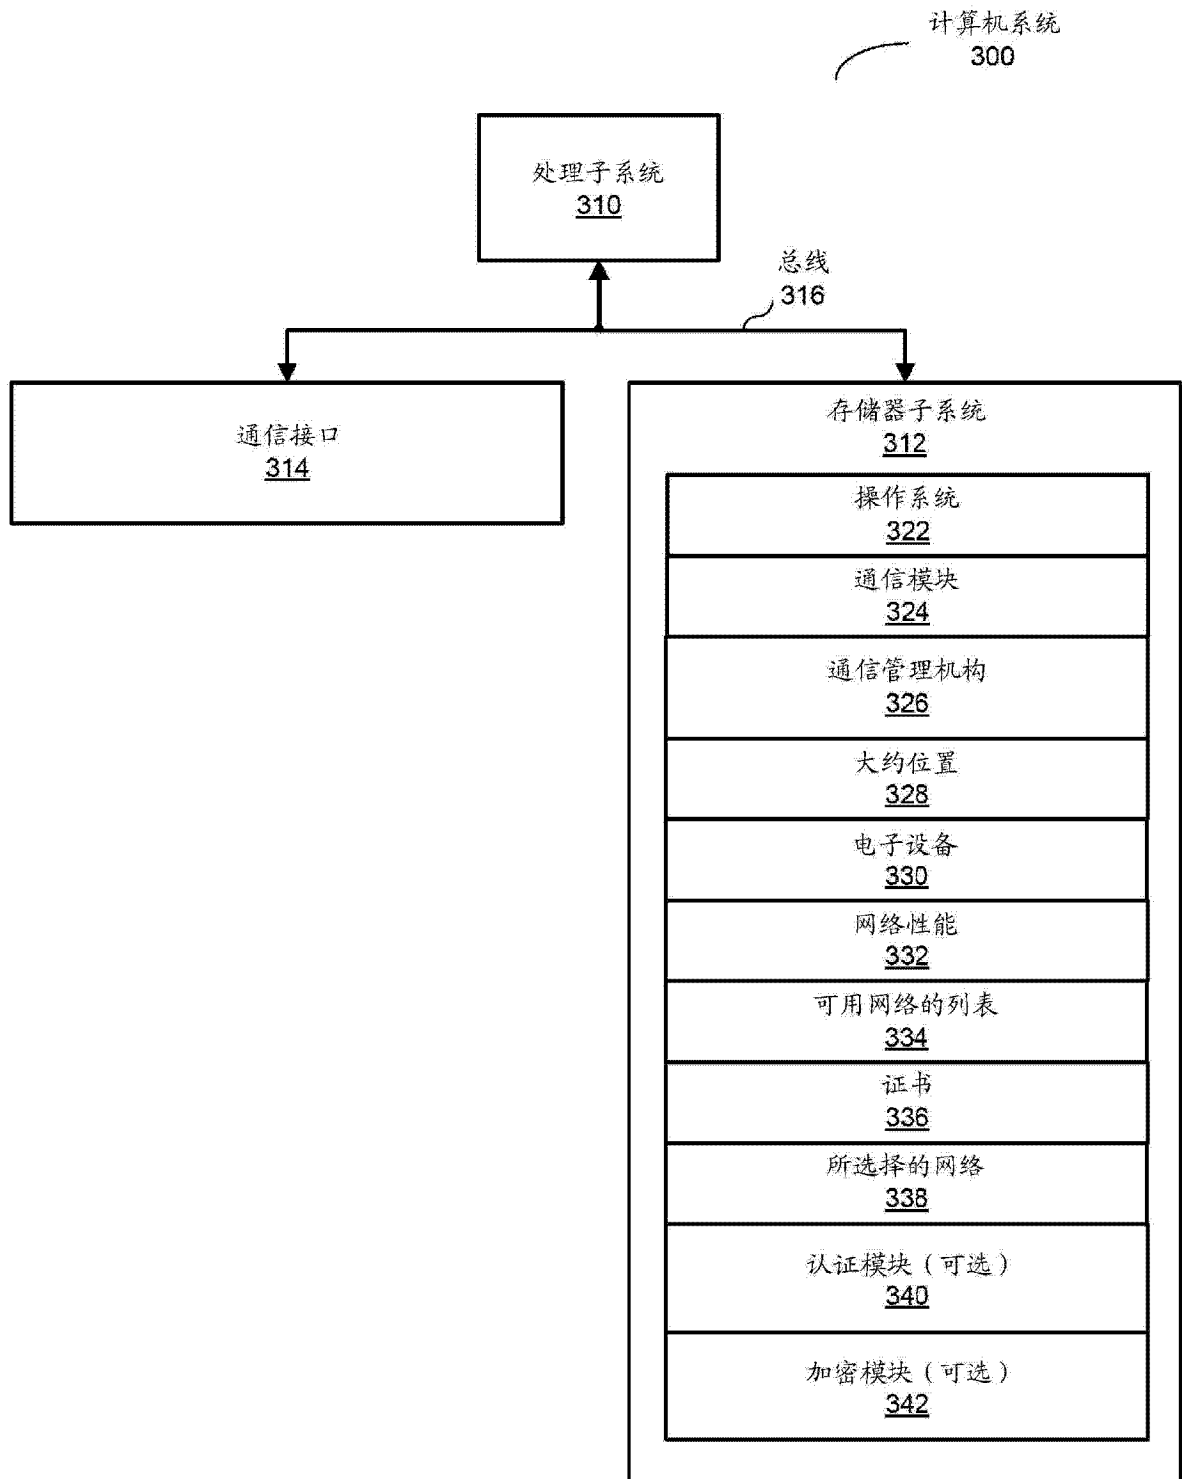 计算机系统
300
处理子系统
310
总线
316
通信接口
314
存储器子系统
312
操作系统
322
通信模块
324
通信管理机构
326
大约位置
328
电子设备
330
网络性能
332
可用网络的列表
334
证书
336
所选择的网络
338
认证模块（可选）
340
加密模块（可选）
342